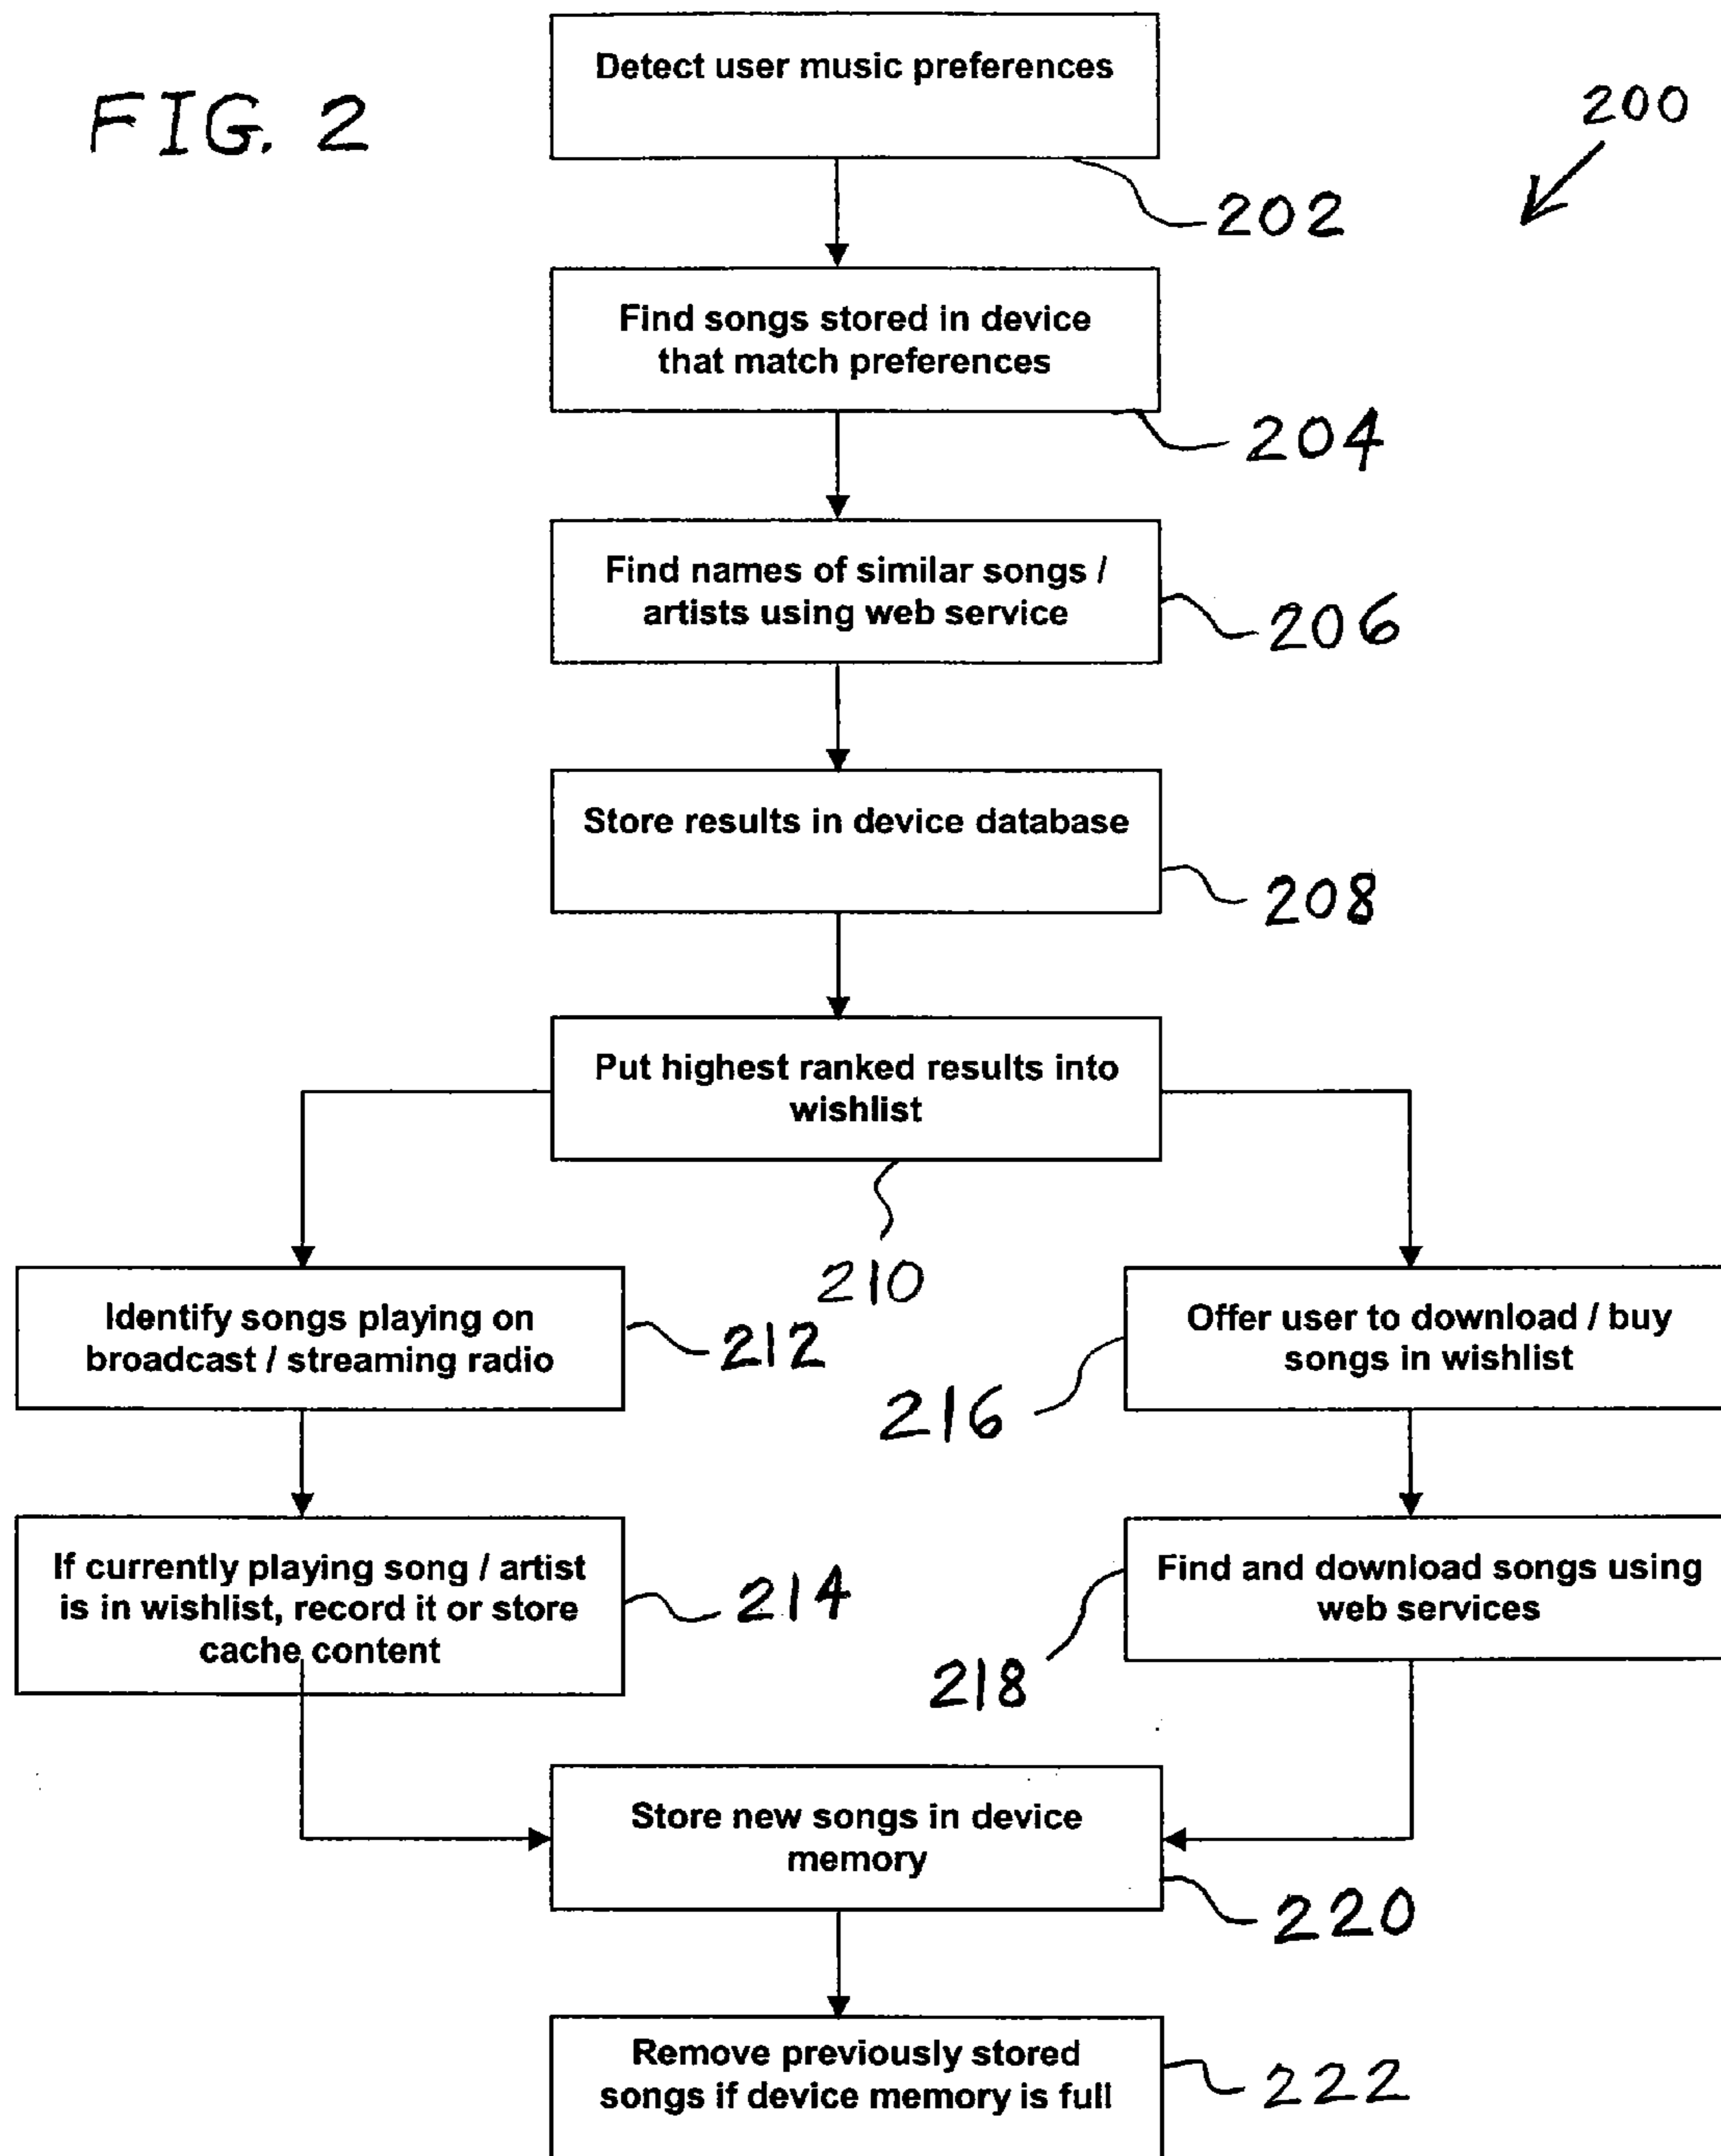 FIG. 2
200
Detect user music preferences
202
Find songs stored in device
that match preferences
204
Find names of similar songs /
artists using web service
206
Store results in device database
208
Put highest ranked results into
wishlist
210
Identify songs playing on
broadcast / streaming radio
212
Offer user to download / buy
songs in wishlist
216
If currently playing song / artist
is in wishlist, record it or store
cache content
214
Find and download songs using
web services
218
Store new songs in device
memory
220
Remove previously stored
songs if device memory is full
222